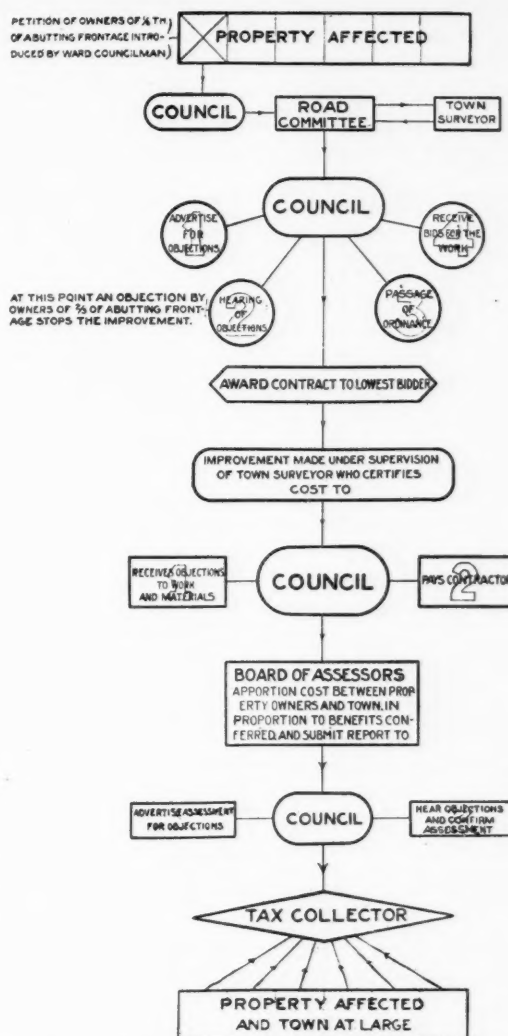 PETITION OF OWNERS OF 1/6 TH
OF ABUTTING FRONTAGE INTRO-
DUCED BY WARD COUNCILMAN
PROPERTY AFFECTED
COUNCIL
ROAD
COMMITTEE
TOWN
SURVEYOR
COUNCIL
ADVERTISE
FOR
OBJECTIONS
1
RECEIVE
BIDS FOR THE
WORK
4
AT THIS POINT AN OBJECTION BY
OWNERS OF 2/3 OF ABUTTING FRONT-
AGE STOPS THE IMPROVEMENT.
HEARING
OF
OBJECTIONS
2
PASSAGE
OF
ORDINANCE
3
AWARD CONTRACT TO LOWEST BIDDER
IMPROVEMENT MADE UNDER SUPERVISION
OF TOWN SURVEYOR WHO CERTIFIES
COST TO
RECEIVES OBJECTIONS
TO WORK
AND MATERIALS
1
COUNCIL
PAYS CONTRACTOR
2
BOARD OF ASSESSORS
APPORTION COST BETWEEN PROP-
ERTY OWNERS AND TOWN, IN
PROPORTION TO BENEFITS CON-
FERRED, AND SUBMIT REPORT TO
ADVERTISE ASSESSMENT
FOR OBJECTIONS
COUNCIL
HEAR OBJECTIONS
AND CONFIRM
ASSESSMENT
TAX COLLECTOR
PROPERTY AFFECTED
AND TOWN AT LARGE